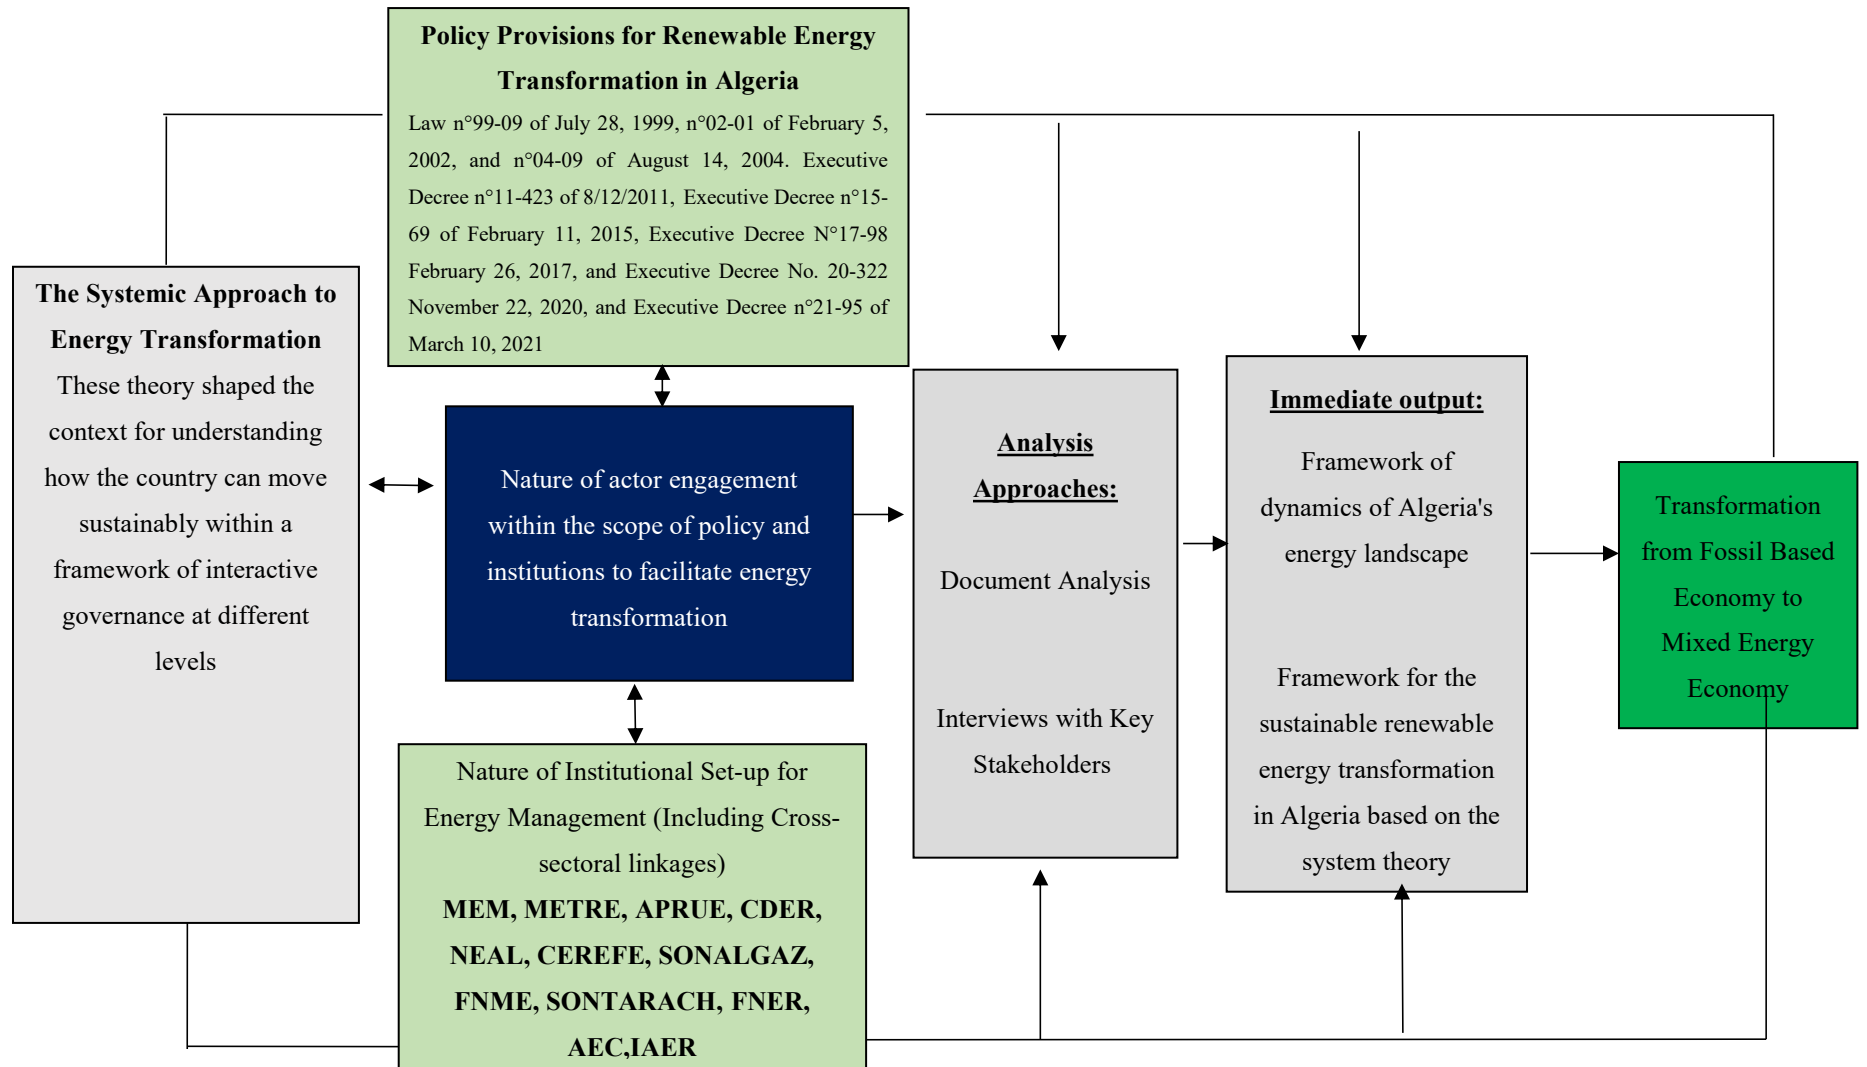 Policy Provisions for Renewable Energy
Transformation in Algeria
Law n°99-09 of July 28, 1999, n°02-01 of February 5,
2002, and n°04-09 of August 14, 2004. Executive
Decree n°11-423 of 8/12/2011, Executive Decree n°15-
69 of February 11, 2015, Executive Decree N°17-98
February 26, 2017, and Executive Decree No. 20-322
November 22, 2020, and Executive Decree n°21-95 of
March 10, 2021
The Systemic Approach to
Energy Transformation
These theory shaped the
context for understanding
how the country can move
sustainably within a
framework of interactive
governance at different
levels
Nature of actor engagement
within the scope of policy and
institutions to facilitate energy
transformation
Nature of Institutional Set-up for
Energy Management (Including Cross-
sectoral linkages)
MEM, METRE, APRUE, CDER,
NEAL, CEREFE, SONALGAZ,
FNME, SONTARACH, FNER,
AEC,IAER
Analysis
Approaches:
Document Analysis
Interviews with Key
Stakeholders
Immediate output:
Framework of
dynamics of Algeria's
energy landscape
Framework for the
sustainable renewable
energy transformation
in Algeria based on the
system theory
Transformation
from Fossil Based
Economy to
Mixed Energy
Economy